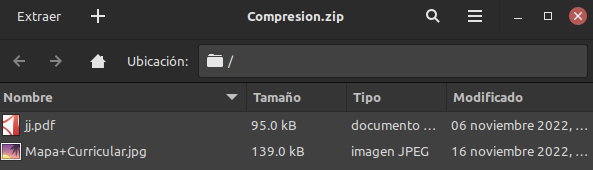 Extraer Compresion.zip
Ubicación: /
Nombre Tamaño Tipo Modificado
jj.pdf 95.0 kB documento ... 06 noviembre 2022, ...
Mapa+Curricular.jpg 139.0 kB imagen JPEG 16 noviembre 2022, ...